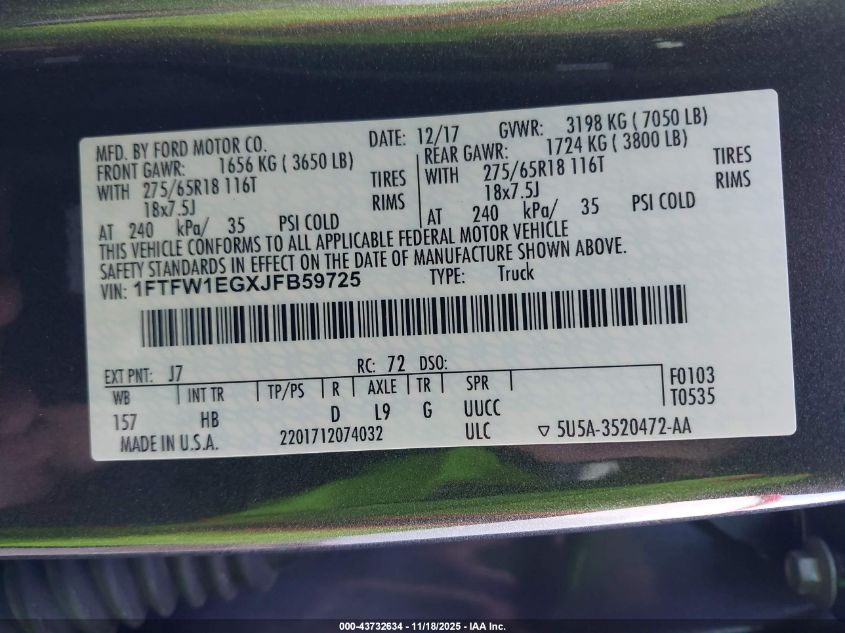 MFD. BY FORD MOTOR CO. DATE: 12/17 GVWR: 3198 KG ( 7050 LB)
FRONT GAWR: 1656 KG ( 3650 LB) REAR GAWR: 1724 KG ( 3800 LB)
WITH 275/65R18 116T TIRES WITH 275/65R18 116T TIRES
18x7.5J RIMS 18x7.5J RIMS
AT 240 kPa/ 35 PSI COLD AT 240 kPa/ 35 PSI COLD
THIS VEHICLE CONFORMS TO ALL APPLICABLE FEDERAL MOTOR VEHICLE
SAFETY STANDARDS IN EFFECT ON THE DATE OF MANUFACTURE SHOWN ABOVE.
VIN: 1FTFW1EGXJFB59725 TYPE: Truck
EXT PNT: J7 RC: 72 DSO:
WB INT TR TP/PS R AXLE TR SPR F0103
157 HB D L9 G UUCC T0535
MADE IN U.S.A. 2201712074032 ULC ▽ 5U5A-3520472-AA
000-43732634 - 11/18/2025 - IAA Inc.